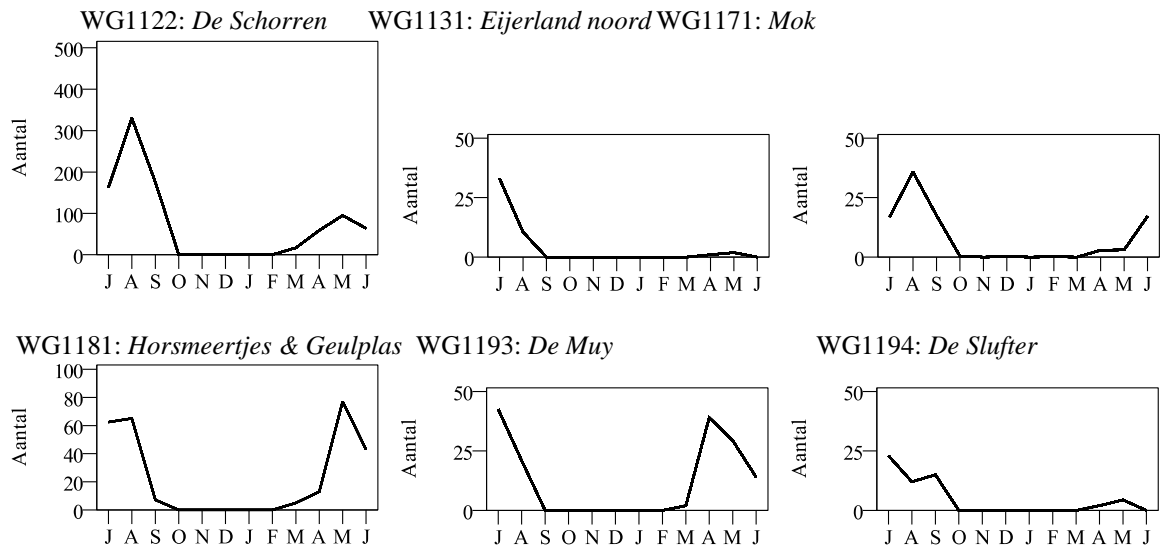 WG1122: De Schorren WG1131: Eijerland noord WG1171: Mok
500
400
300
200
100
0
Aantal
J A S O N D J F M A M J
50
25
0
Aantal
J A S O N D J F M A M J
50
25
0
Aantal
J A S O N D J F M A M J
WG1181: Horsmeertjes & Geulplas WG1193: De Muy WG1194: De Slufter
100
80
60
40
20
0
Aantal
J A S O N D J F M A M J
50
25
0
Aantal
J A S O N D J F M A M J
50
25
0
Aantal
J A S O N D J F M A M J